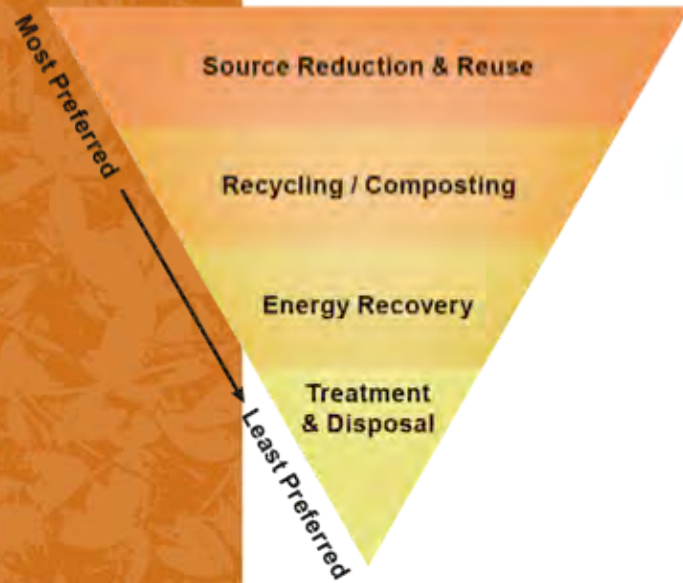 Most Preferred
Source Reduction & Reuse
Recycling / Composting
Energy Recovery
Treatment
& Disposal
Least Preferred